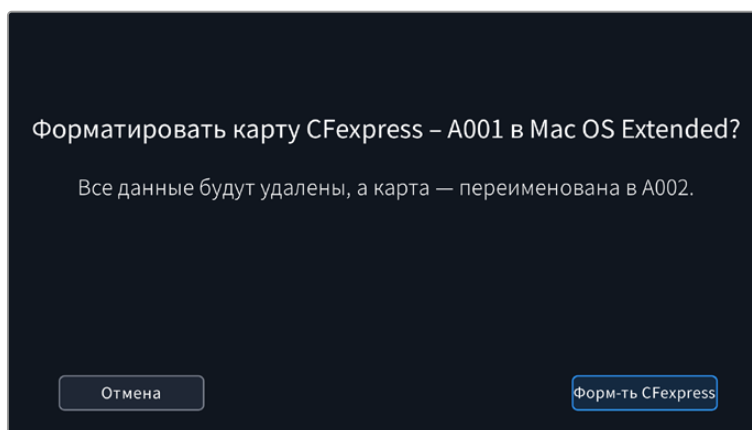 Форматировать карту CFexpress – A001 в Mac OS Extended?
Все данные будут удалены, а карта — переименована в A002.
Отмена
Форм-ть CFexpress